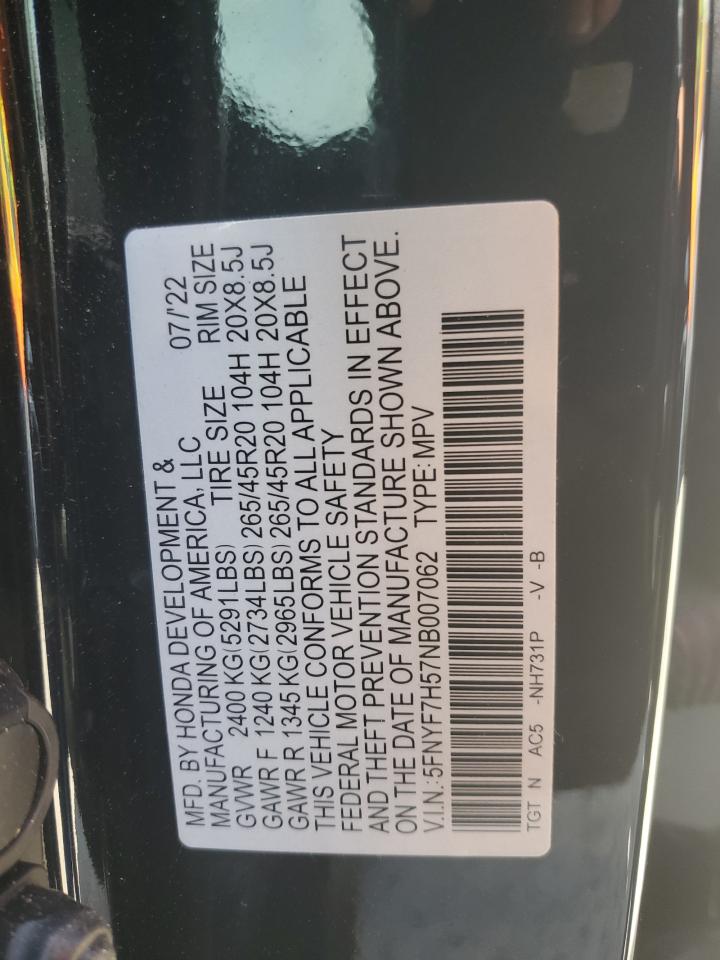 MFD. BY HONDA DEVELOPMENT &
MANUFACTURING OF AMERICA, LLC 07/'22
GVWR 2400 KG(5291LBS) TIRE SIZE RIM SIZE
GAWR F 1240 KG(2734LBS) 265/45R20 104H 20X8.5J
GAWR R 1345 KG(2965LBS) 265/45R20 104H 20X8.5J
THIS VEHICLE CONFORMS TO ALL APPLICABLE
FEDERAL MOTOR VEHICLE SAFETY
AND THEFT PREVENTION STANDARDS IN EFFECT
ON THE DATE OF MANUFACTURE SHOWN ABOVE.
V.I.N.:5FNYF7H57NB007062 TYPE:MPV
TGT N AC5 -NH731P -V -B